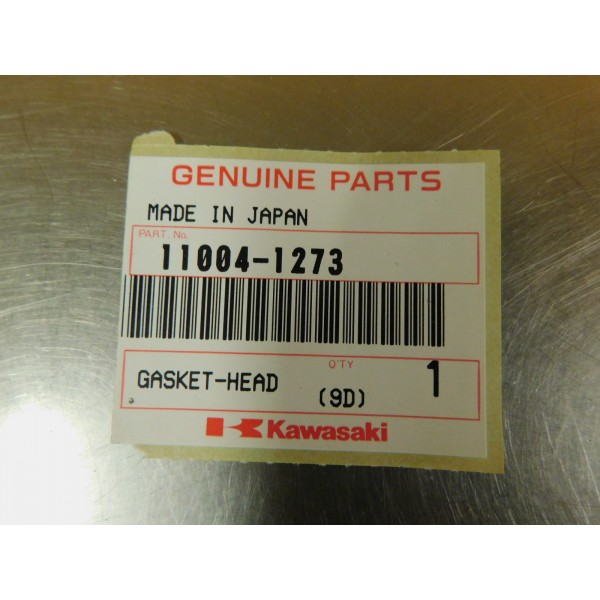 GENUINE PARTS
MADE IN JAPAN
PART. No.
11004-1273
GASKET-HEAD
(9D)
Q'TY
1
Kawasaki